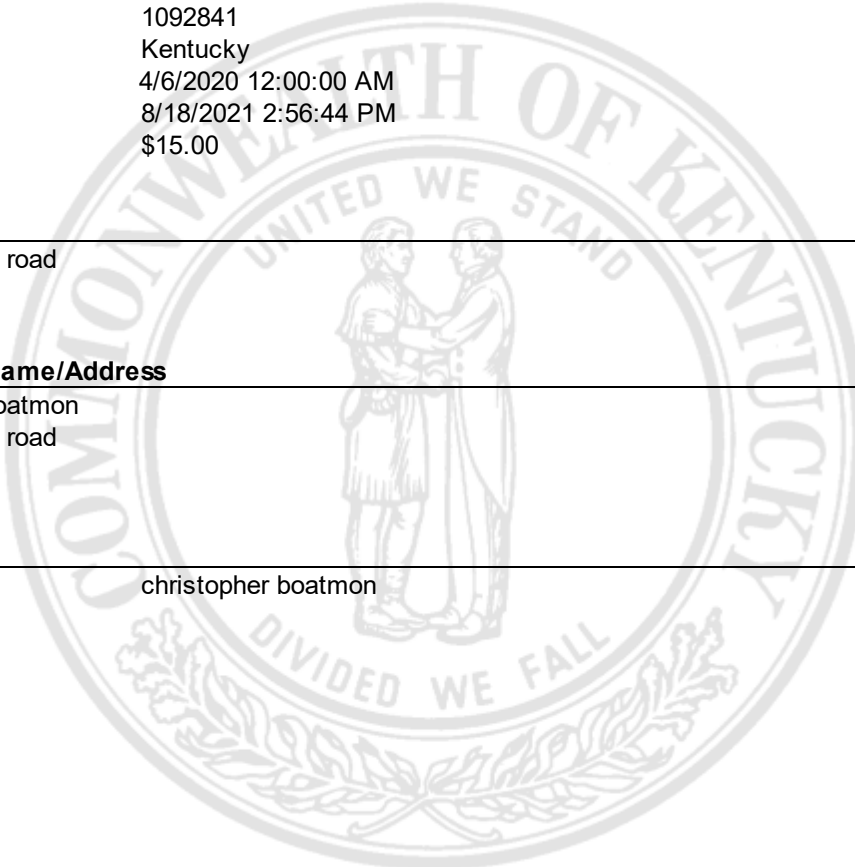 1092841
Kentucky
4/6/2020 12:00:00 AM
8/18/2021 2:56:44 PM
$15.00
COMMONWEALTH OF KENTUCKY
UNITED WE STAND
road
ame/Address
oatmon
road
christopher boatmon
DIVIDED WE FALL